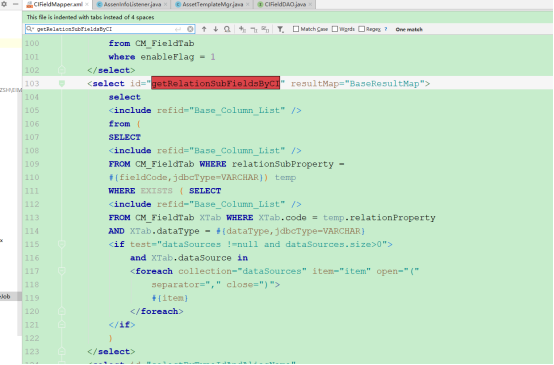 CIFieldMapper.xml
AssenInfoListener.java
AssetTemplateMgr.java
CIFieldDAO.java
This file is indented with tabs instead of 4 spaces
getRelationSubFieldsByCI
Match Case
Words
Regex
?
One match
100 from CM_FieldTab
101 where enableFlag = 1
102 </select>
103 <select id="getRelationSubFieldsByCI" resultMap="BaseResultMap">
104 select
105 <include refid="Base_Column_List" />
106 from (
107 SELECT
108 <include refid="Base_Column_List" />
109 FROM CM_FieldTab WHERE relationSubProperty =
110 #{fieldCode,jdbcType=VARCHAR}) temp
111 WHERE EXISTS ( SELECT
112 <include refid="Base_Column_List" />
113 FROM CM_FieldTab XTab WHERE XTab.code = temp.relationProperty
114 AND XTab.dataType = #{dataType,jdbcType=VARCHAR}
115 <if test="dataSources !=null and dataSources.size>0">
116 and XTab.dataSource in
117 <foreach collection="dataSources" item="item" open="("
118 separator="," close=")">
119 #{item}
120 </foreach>
121 </if>
122 )
123 </select>